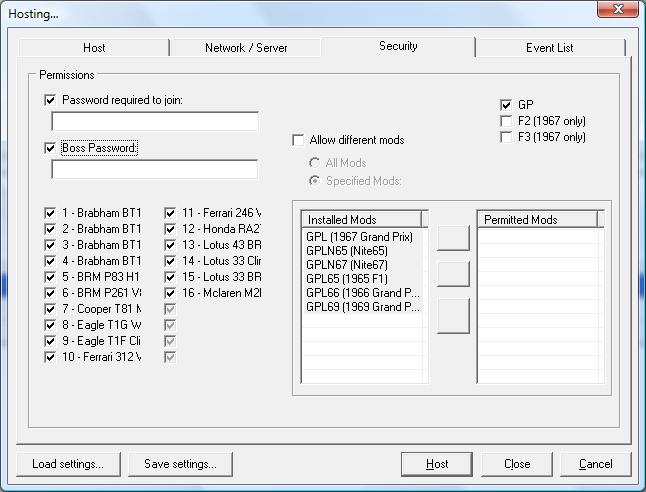 Hosting...
Host
Network / Server
Security
Event List
Permissions
Password required to join:
Boss Password:
GP
F2 (1967 only)
F3 (1967 only)
Allow different mods
All Mods
Specified Mods:
1 - Brabham BT1
2 - Brabham BT1
3 - Brabham BT1
4 - Brabham BT1
5 - BRM P83 H1
6 - BRM P261 V8
7 - Cooper T81 M
8 - Eagle T1G W
9 - Eagle T1F Cli
10 - Ferrari 312 V
11 - Ferrari 246 V
12 - Honda RA27
13 - Lotus 43 BR
14 - Lotus 33 Clim
15 - Lotus 33 BR
16 - Mclaren M2B
Installed Mods
GPL (1967 Grand Prix)
GPLN65 (Nite65)
GPLN67 (Nite67)
GPL65 (1965 F1)
GPL66 (1966 Grand P...
GPL69 (1969 Grand P...
Permitted Mods
Load settings...
Save settings...
Host
Close
Cancel